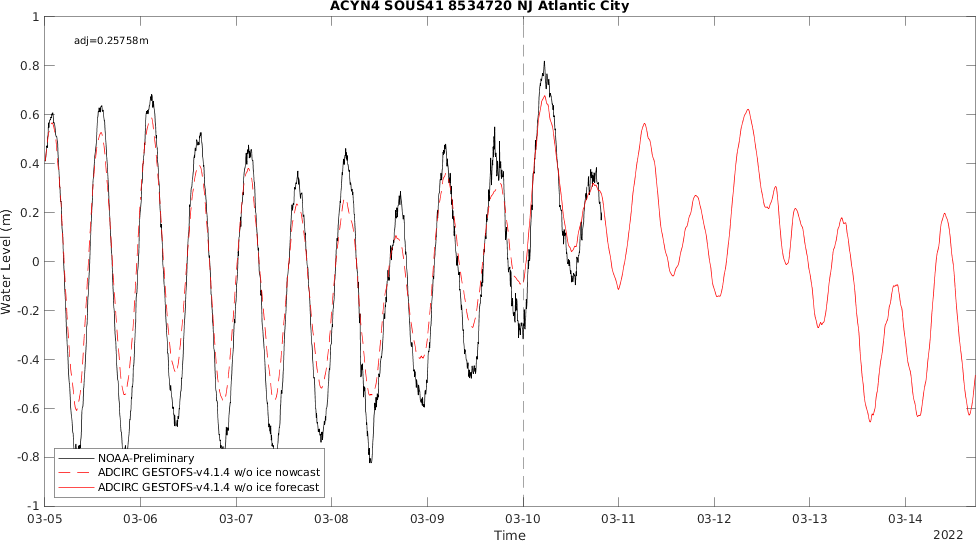 ACYN4 SOUS41 8534720 NJ Atlantic City
adj=0.25758m
Water Level (m)
1
0.8
0.6
0.4
0.2
0
-0.2
-0.4
-0.6
-0.8
-1
NOAA-Preliminary
ADCIRC GESTOFS-v4.1.4 w/o ice nowcast
ADCIRC GESTOFS-v4.1.4 w/o ice forecast
03-05 03-06 03-07 03-08 03-09 03-10 03-11 03-12 03-13 03-14
Time
2022